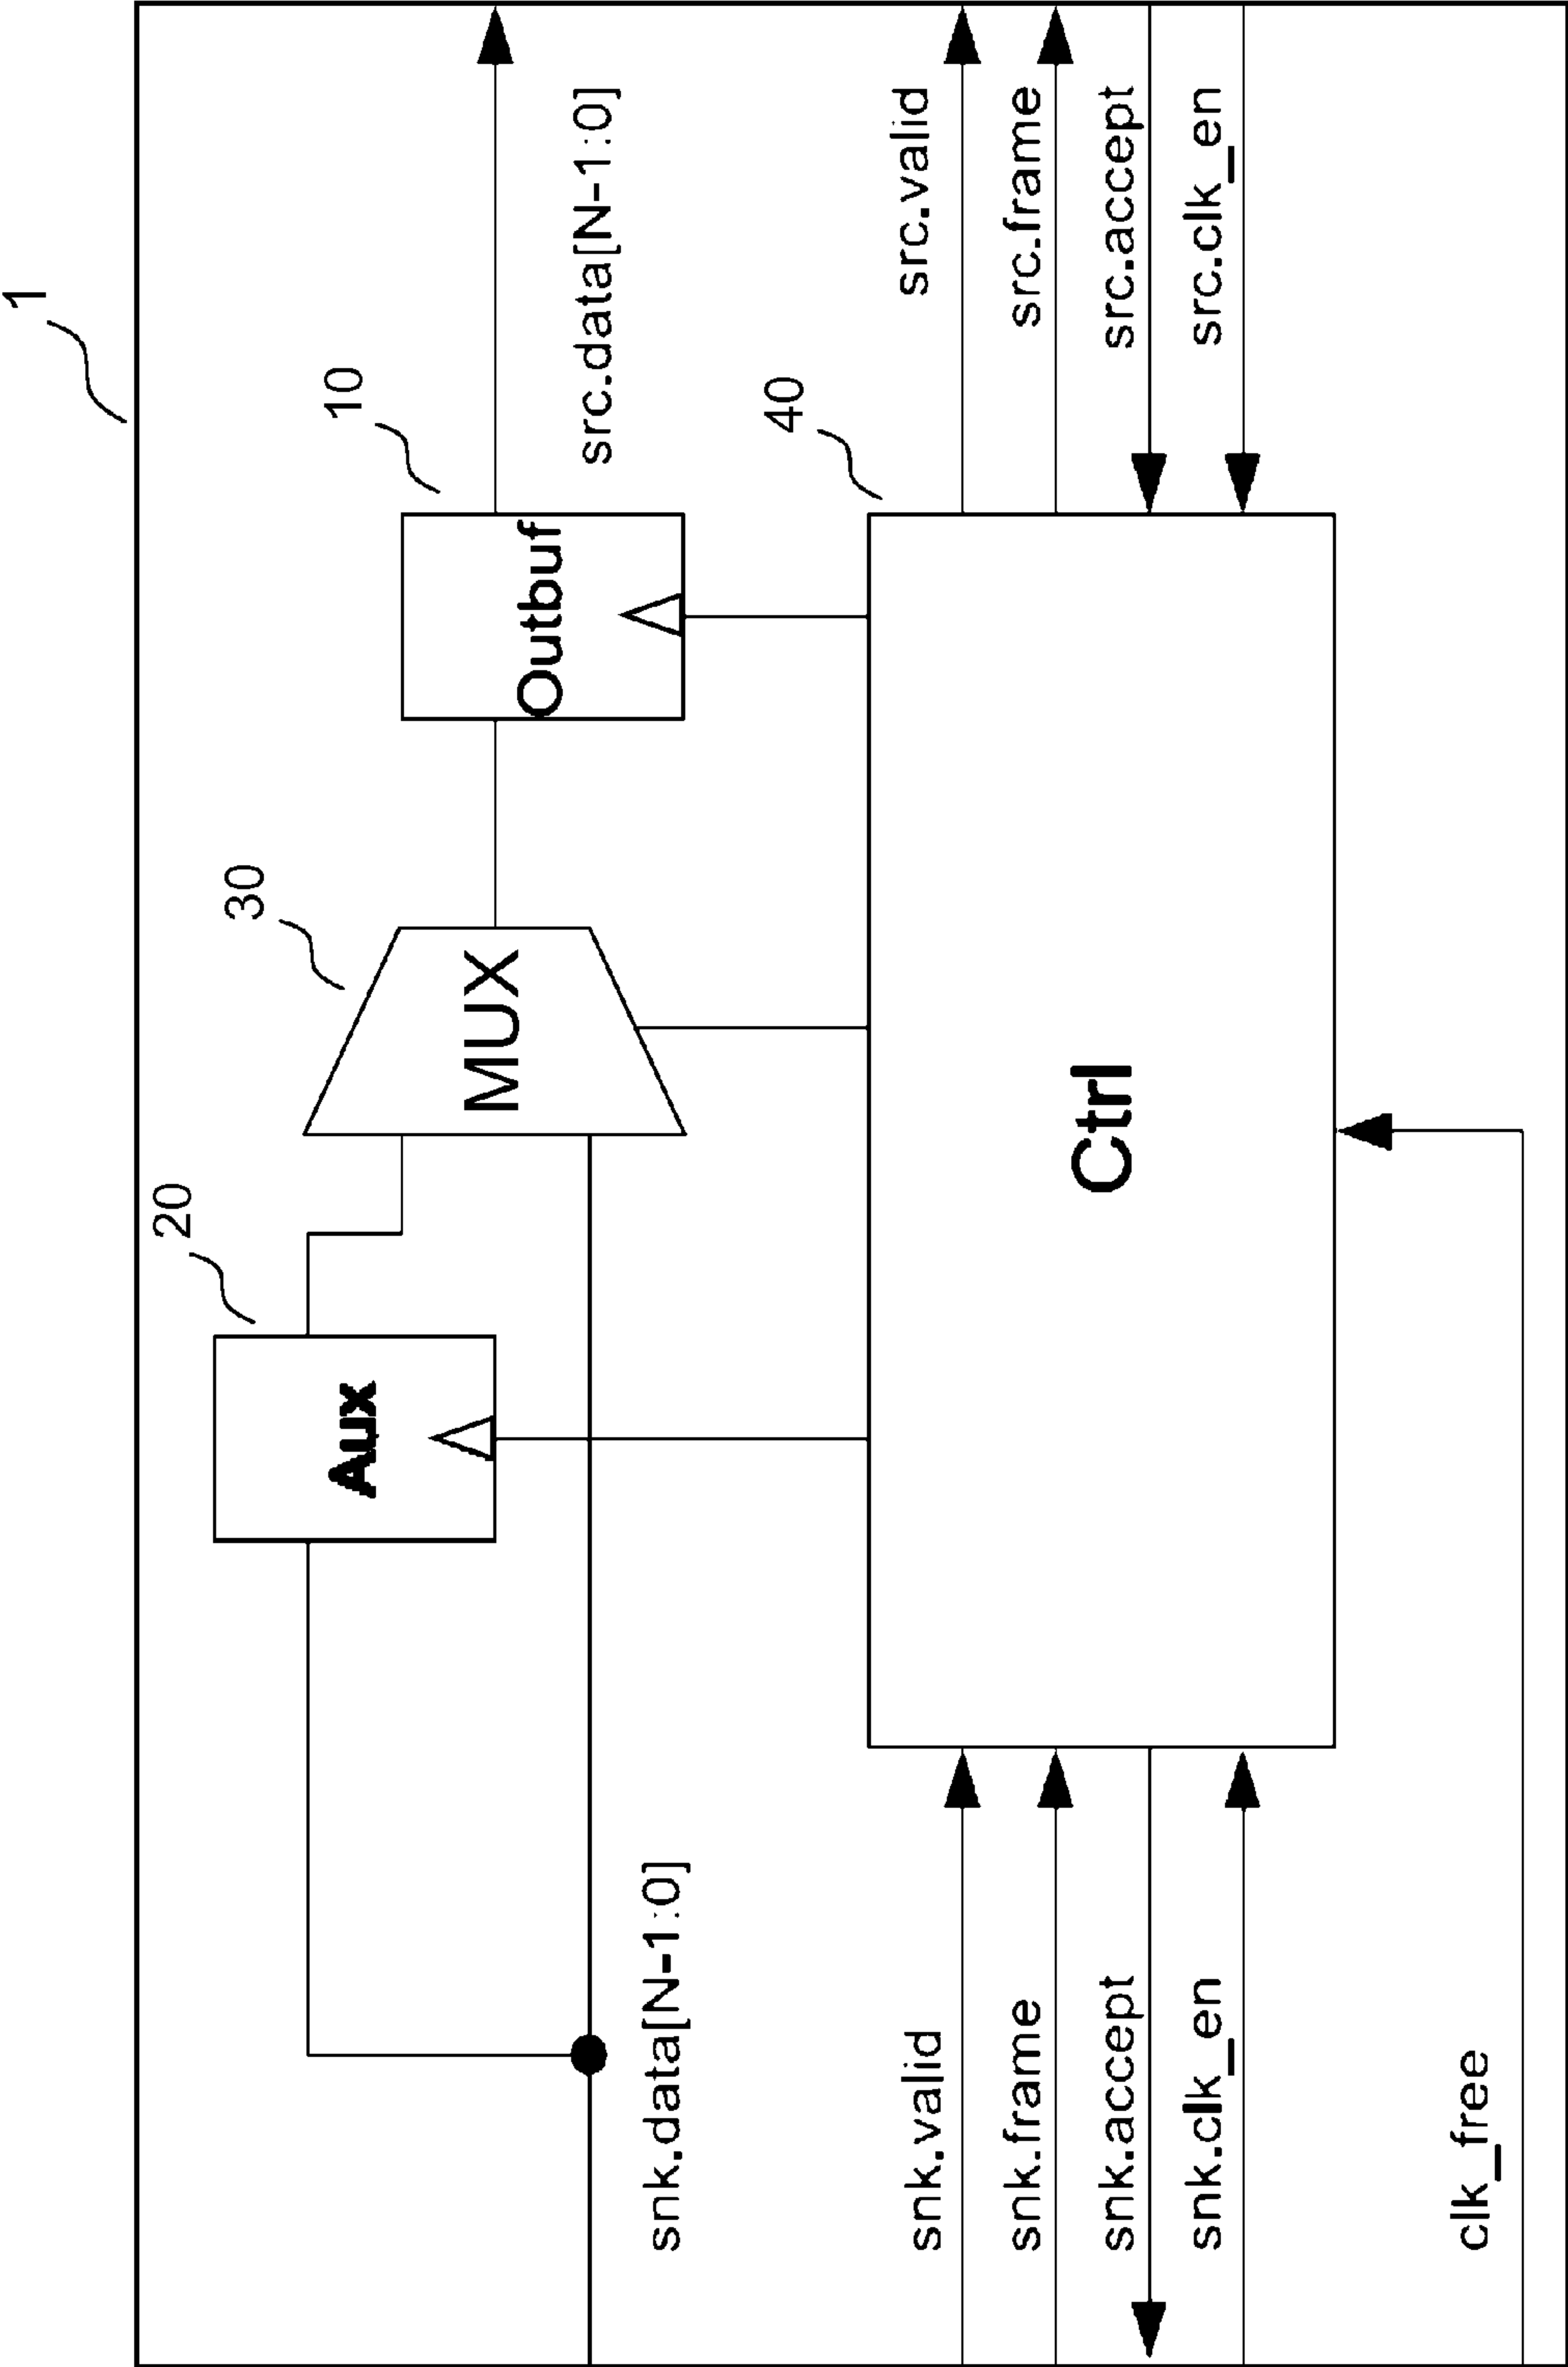 1
20
30
10
Aux
MUX
Outbuf
snk.data[N-1:0]
src.data[N-1:0]
40
snk.valid
src.valid
snk.frame
src.frame
Ctrl
snk.accept
src.accept
snk.clk_en
src.clk_en
clk_free